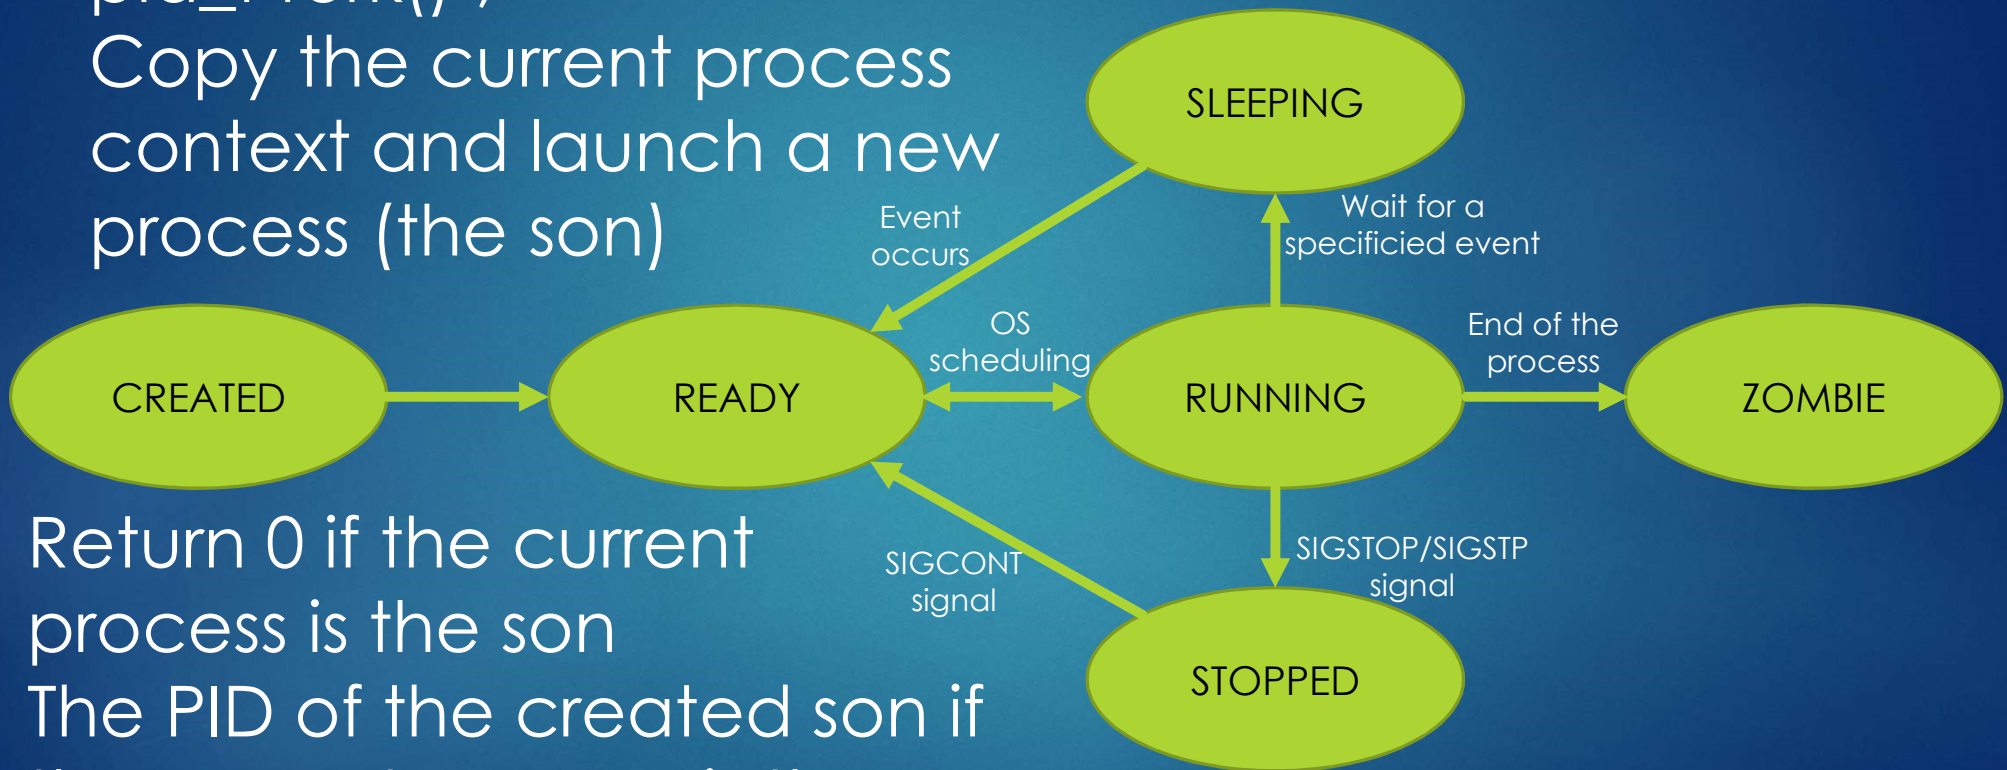 Copy the current process
context and launch a new
process (the son)
SLEEPING
Event
occurs
Wait for a
specificied event
OS
scheduling
End of the
process
CREATED
READY
RUNNING
ZOMBIE
Return 0 if the current
process is the son
The PID of the created son if
SIGCONT
signal
SIGSTOP/SIGSTP
signal
STOPPED